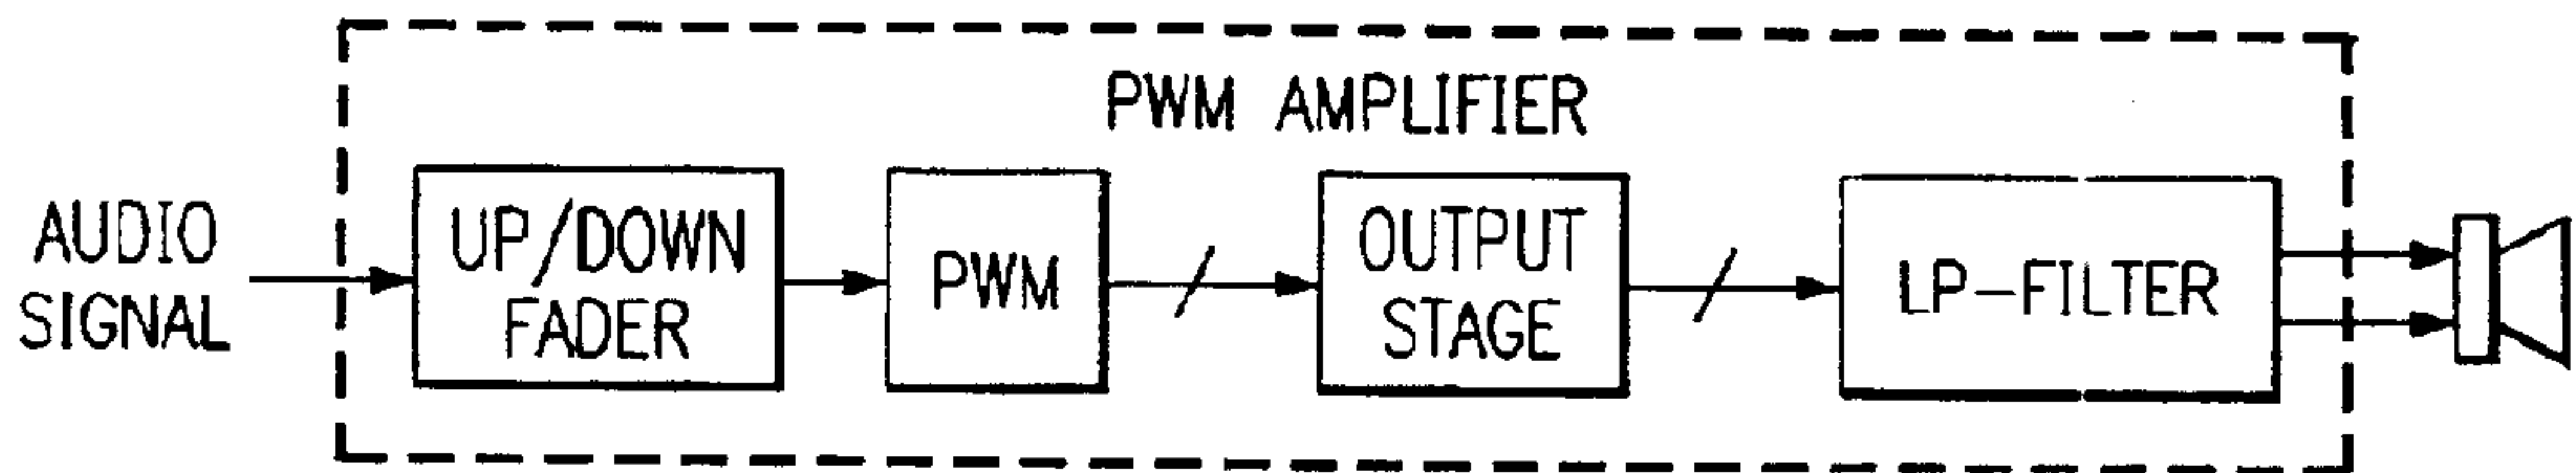 PWM AMPLIFIER
AUDIO
SIGNAL
UP/DOWN
FADER
PWM
OUTPUT
STAGE
LP-FILTER